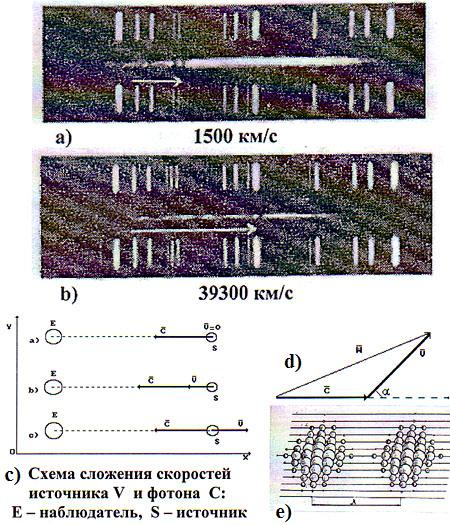 a)
1500 км/с
b)
39300 км/с
V
E
C̄
Ū=0
a)
S
E
C̄
V̄
b)
S
E
C̄
Ū
c)
S
0
X
W̄
Ū
d)
C̄
α
c) Схема сложения скоростей
источника V и фотона C:
E – наблюдатель, S – источник
e)
λ